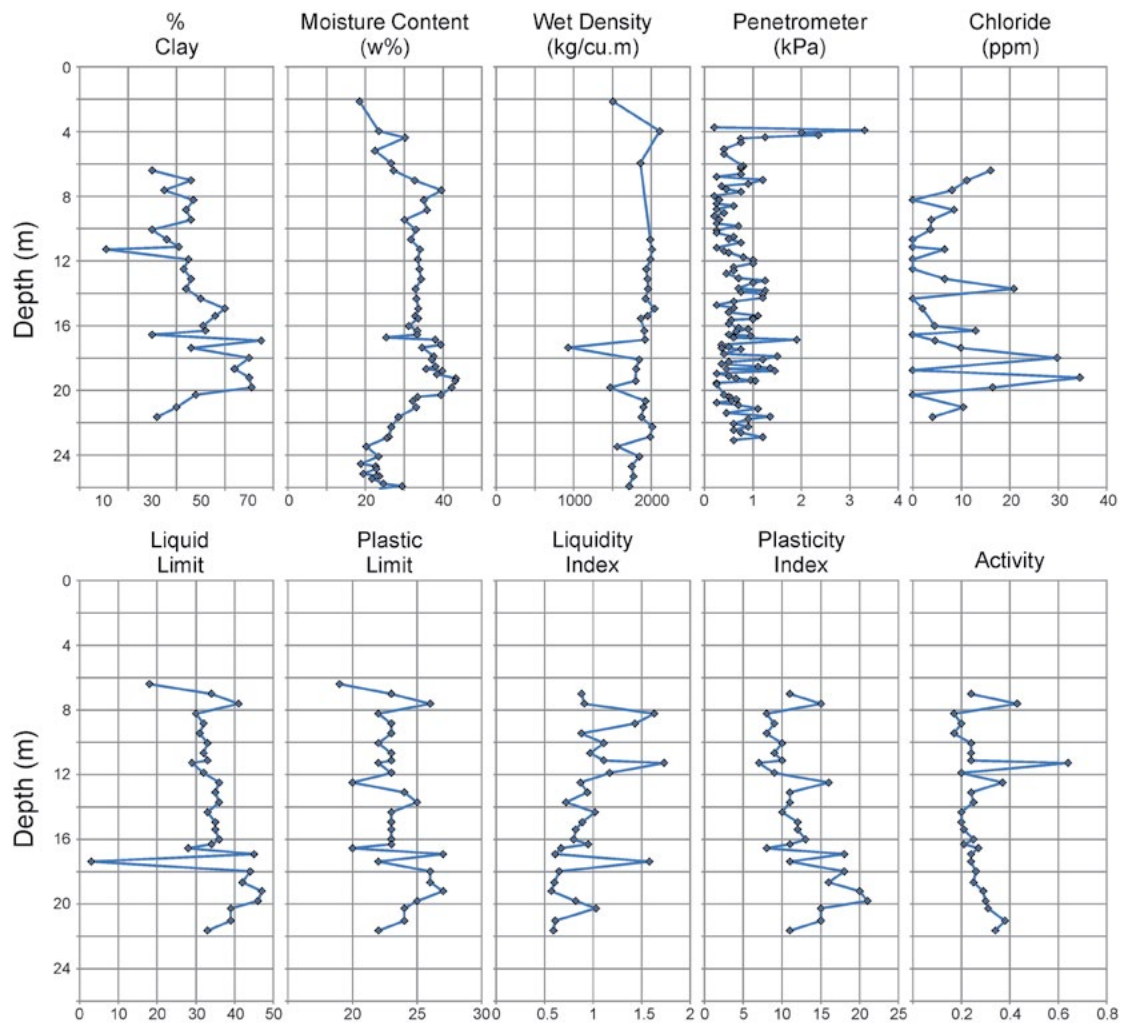 %
Clay
Moisture Content
(w%)
Wet Density
(kg/cu.m)
Penetrometer
(kPa)
Chloride
(ppm)
Depth (m)
0
4
8
12
16
20
24
10 30 50 70
0 20 40
1000 2000
0 1 2 3 4
0 10 20 30 40
Liquid
Limit
Plastic
Limit
Liquidity
Index
Plasticity
Index
Activity
Depth (m)
0
4
8
12
16
20
24
0 10 20 30 40 50
15 20 25 30
0 0.5 1 1.5 2
0 5 10 15 20 25
0 0.2 0.4 0.6 0.8